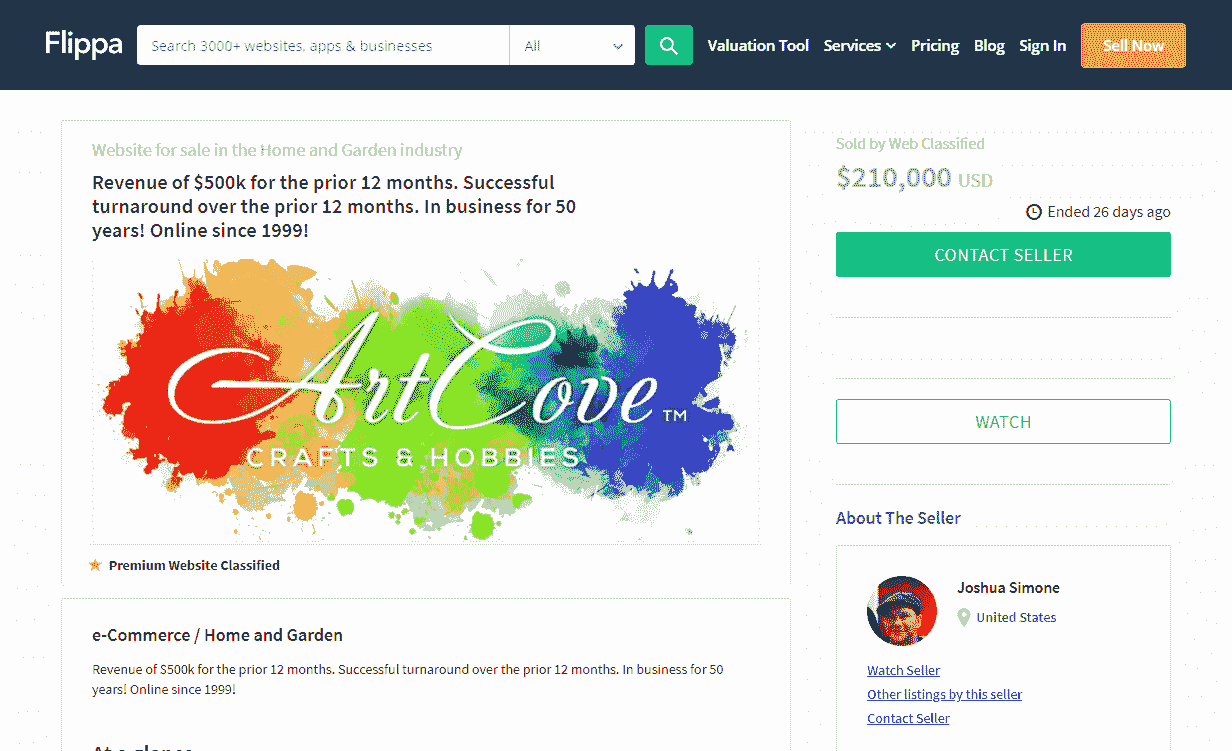 Flippa
Search 3000+ websites, apps & businesses
All
Valuation Tool
Services
Pricing
Blog
Sign In
Sell Now
Website for sale in the Home and Garden industry
Revenue of $500k for the prior 12 months. Successful
turnaround over the prior 12 months. In business for 50
years! Online since 1999!
ArtCove™
CRAFTS & HOBBIES
Premium Website Classified
e-Commerce / Home and Garden
Revenue of $500k for the prior 12 months. Successful turnaround over the prior 12 months. In business for 50
years! Online since 1999!
At a glance
Sold by Web Classified
$210,000 USD
Ended 26 days ago
CONTACT SELLER
WATCH
About The Seller
Joshua Simone
United States
Watch Seller
Other listings by this seller
Contact Seller